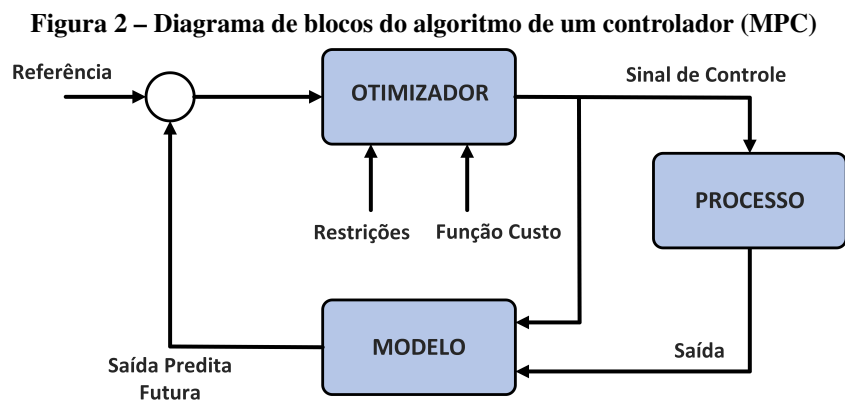 Figura 2 – Diagrama de blocos do algoritmo de um controlador (MPC)
Referência
OTIMIZADOR
Sinal de Controle
PROCESSO
Restrições
Função Custo
MODELO
Saída
Saída Predita
Futura